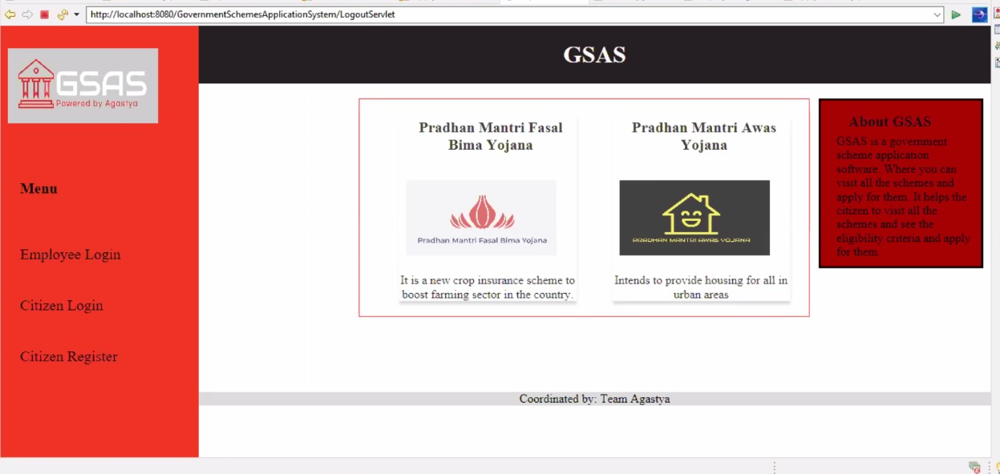 http://localhost:8080/GovernmentSchemesApplicationSystem/LogoutServlet
GSAS
Powered by Agastya
Menu
Employee Login
Citizen Login
Citizen Register
GSAS
Pradhan Mantri Fasal
Bima Yojana
Pradhan Mantri Fasal Bima Yojana
It is a new crop insurance scheme to
boost farming sector in the country.
Pradhan Mantri Awas
Yojana
PRADHAN MANTRI AWAS YOJANA
Intends to provide housing for all in
urban areas
About GSAS
GSAS is a government
scheme application
software. Where you can
visit all the schemes and
apply for them. It helps the
citizen to visit all the
schemes and see the
eligibility criteria and apply
for them.
Coordinated by: Team Agastya